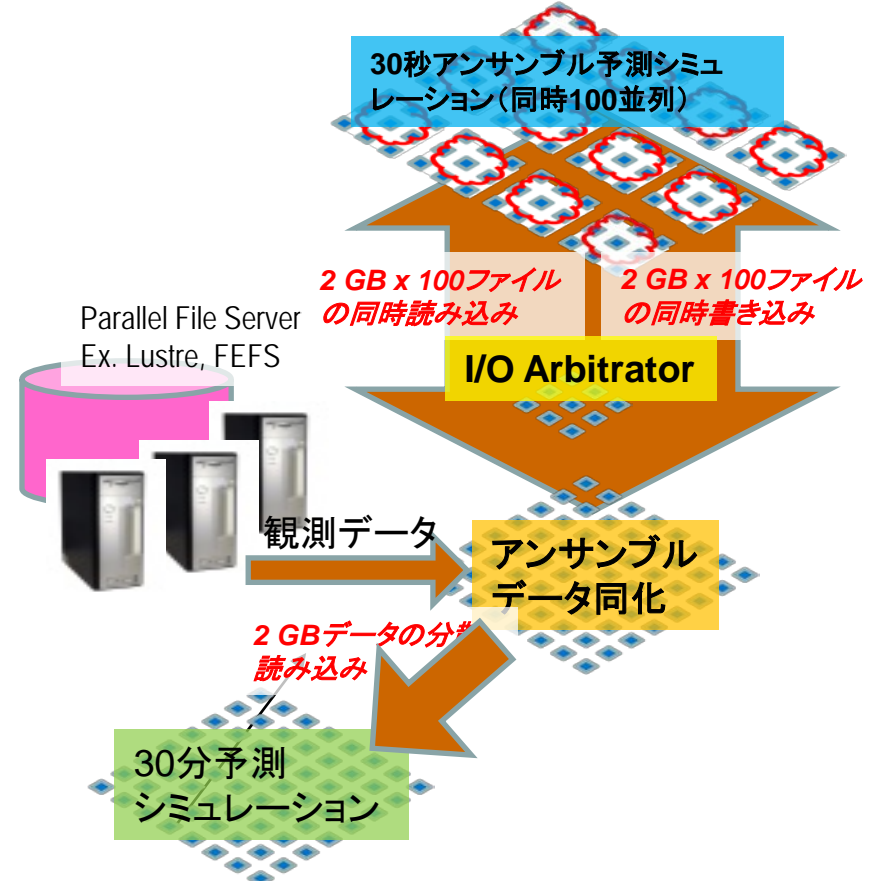 30秒アンサンブル予測シミュ
レーション（同時100並列）
2 GB x 100ファイル
の同時読み込み
2 GB x 100ファイル
の同時書き込み
Parallel File Server
Ex. Lustre, FEFS
I/O Arbitrator
観測データ
アンサンブル
データ同化
2 GBデータの分散
読み込み
30分予測
シミュレーション